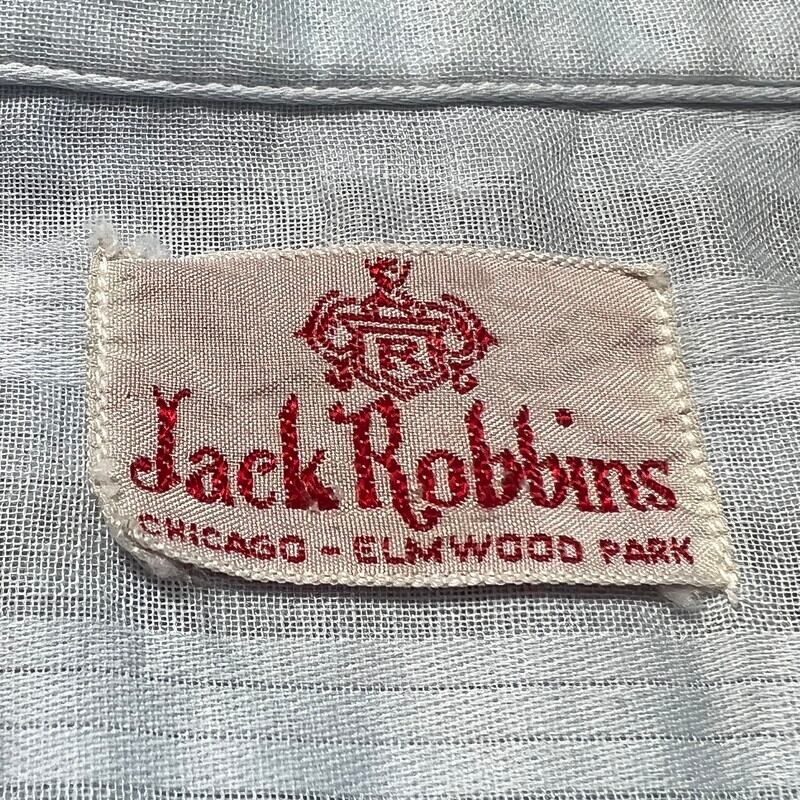 R
Jack Robbins
CHICAGO - ELMWOOD PARK